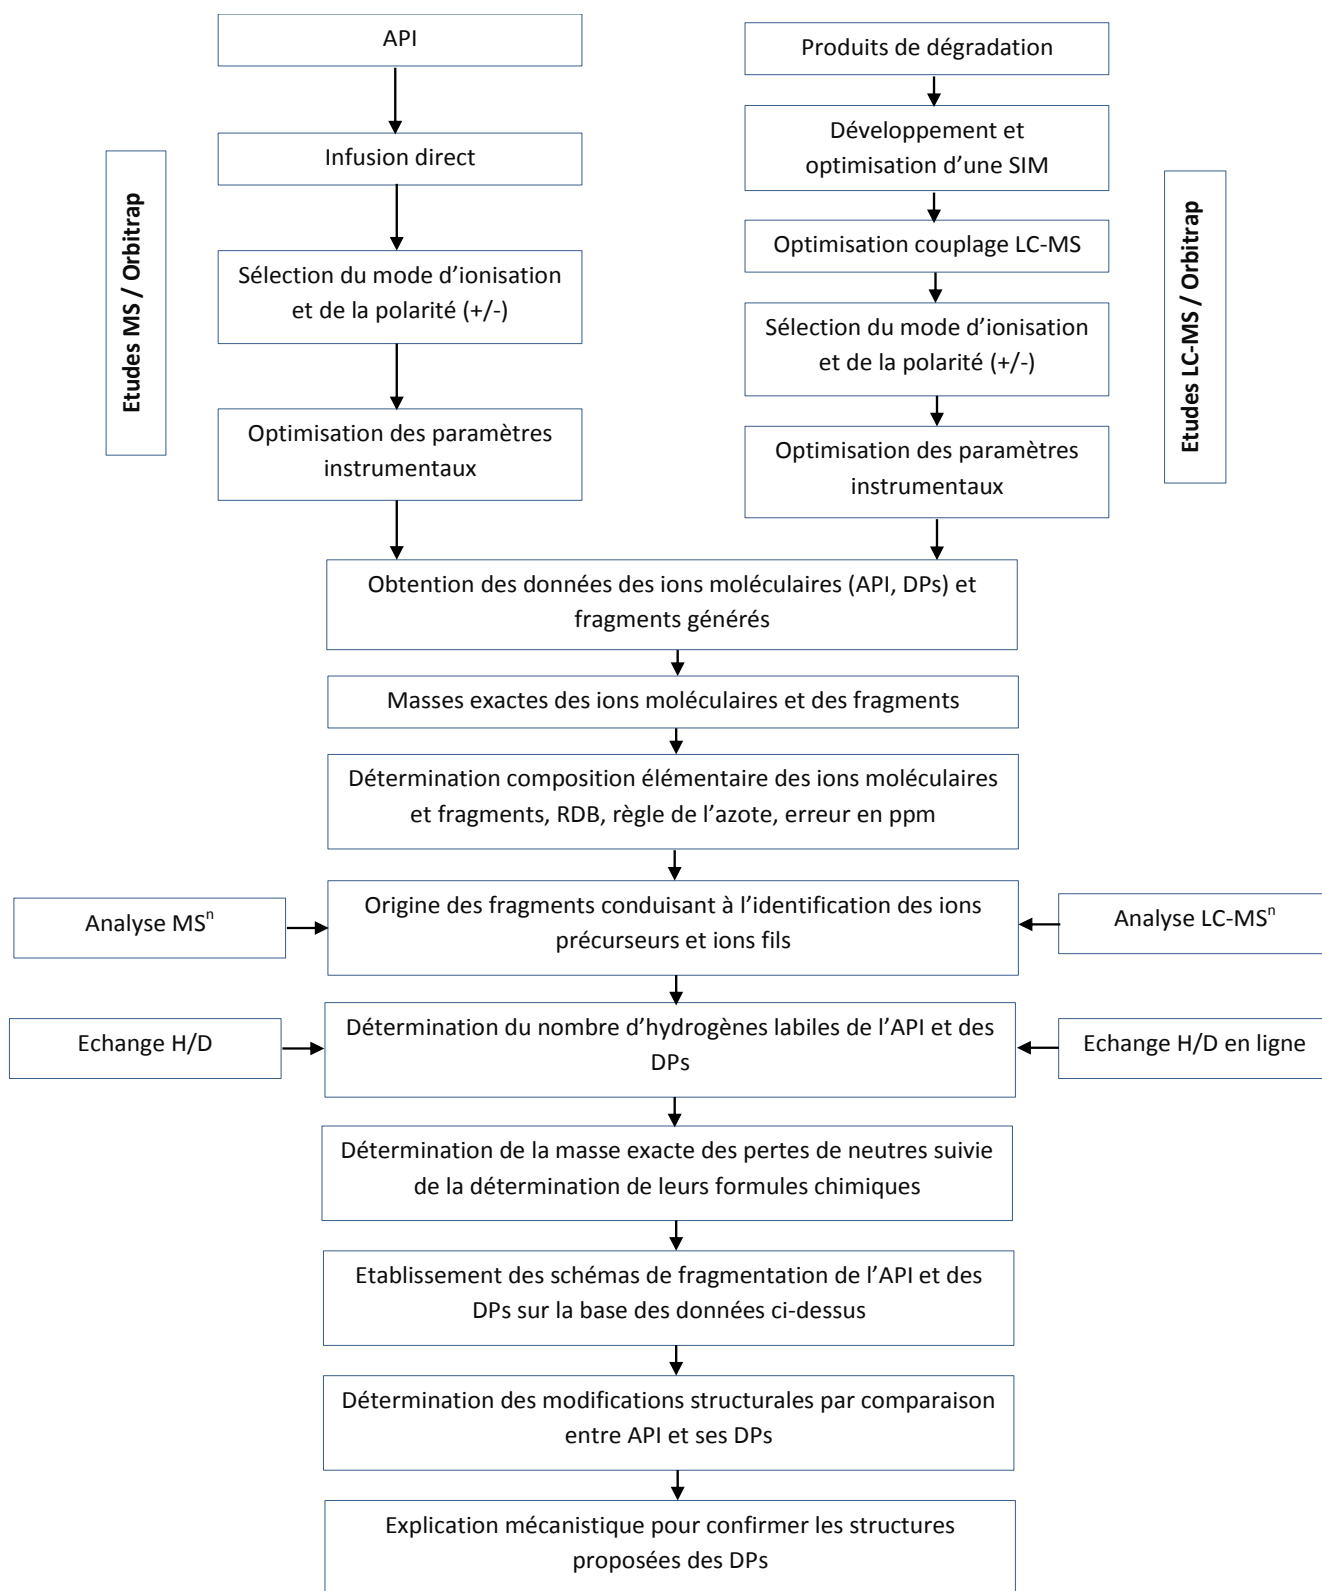 API
Produits de dégradation
Infusion direct
Développement et
optimisation d’une SIM
Etudes MS / Orbitrap
Etudes LC-MS / Orbitrap
Optimisation couplage LC-MS
Sélection du mode d’ionisation
et de la polarité (+/-)
Sélection du mode d’ionisation
et de la polarité (+/-)
Optimisation des paramètres
instrumentaux
Optimisation des paramètres
instrumentaux
Obtention des données des ions moléculaires (API, DPs) et
fragments générés
Masses exactes des ions moléculaires et des fragments
Détermination composition élémentaire des ions moléculaires
et fragments, RDB, règle de l’azote, erreur en ppm
Analyse MSⁿ
Origine des fragments conduisant à l’identification des ions
précurseurs et ions fils
Analyse LC-MSⁿ
Echange H/D
Détermination du nombre d’hydrogènes labiles de l’API et des
DPs
Echange H/D en ligne
Détermination de la masse exacte des pertes de neutres suivie
de la détermination de leurs formules chimiques
Etablissement des schémas de fragmentation de l’API et des
DPs sur la base des données ci-dessus
Détermination des modifications structurales par comparaison
entre API et ses DPs
Explication mécanistique pour confirmer les structures
proposées des DPs